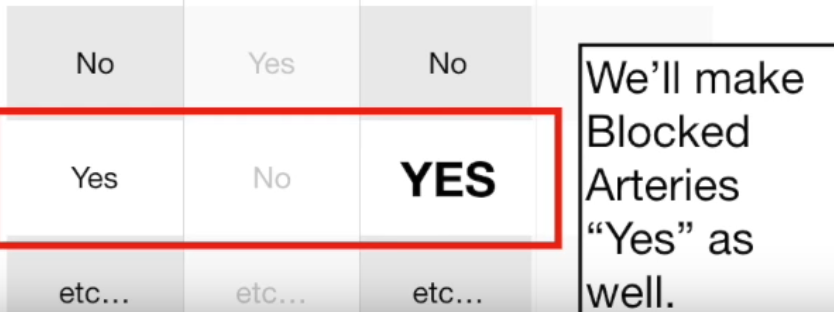 No Yes No
Yes No YES
etc... etc... etc...
We'll make
Blocked
Arteries
“Yes” as
well.